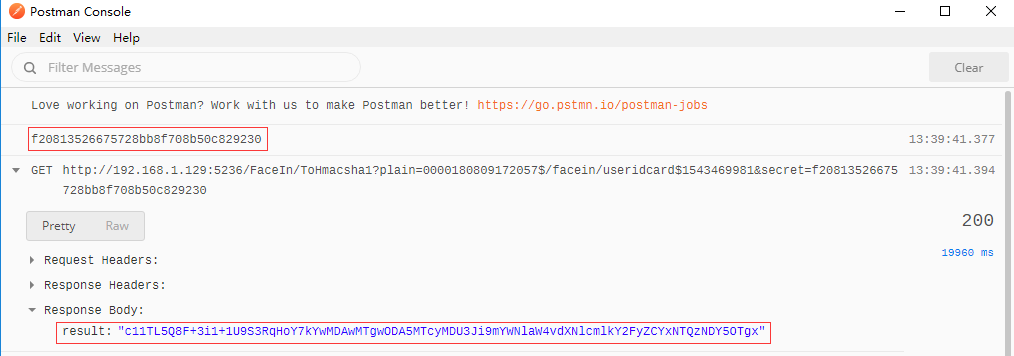 Postman Console
File Edit View Help
Filter Messages
Clear
Love working on Postman? Work with us to make Postman better! https://go.pstmn.io/postman-jobs
f20813526675728bb8f708b50c829230 13:39:41.377
GET http://192.168.1.129:5236/FaceIn/ToHmacsha1?plain=0000180809172057$/facein/useridcard$1543469981&secret=f20813526675 13:39:41.394
728bb8f708b50c829230
Pretty Raw
200
Request Headers:
19960 ms
Response Headers:
Response Body:
result: "c11TL5Q8F+3i1+1U9S3RqHoY7kYwMDAwMTgwODA5MTcyMDU3Ji9mYWNlaW4vdXNlcmlkY2FyZCYxNTQzNDY5OTgx"